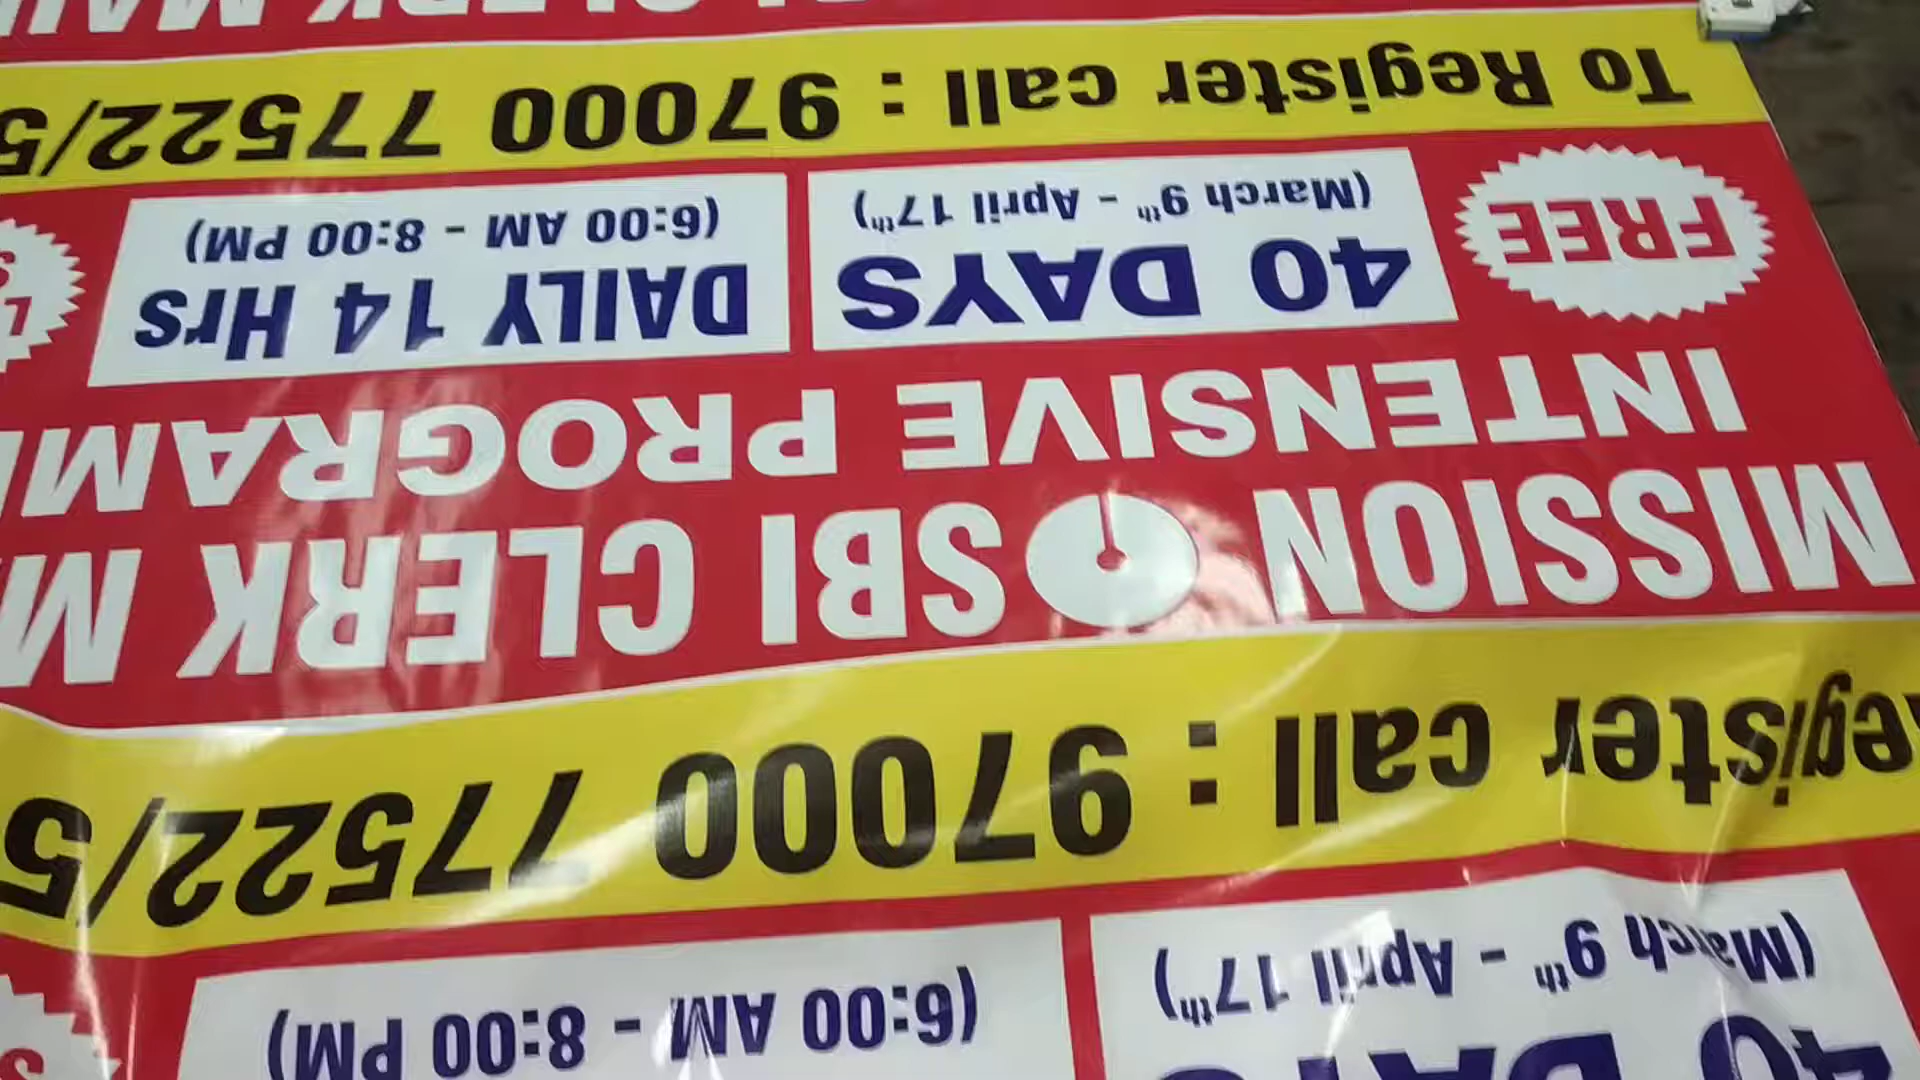 40 DAYS
(March 9th - April 17th) (6:00 AM - 8:00 PM)
egister call : 97000 77522/5
MISSION SBI CLERK M
INTENSIVE PROGRAM
FREE 40 DAYS DAILY 14 Hrs
(March 9th - April 17th) (6:00 AM - 8:00 PM)
To Register call : 97000 77522/5